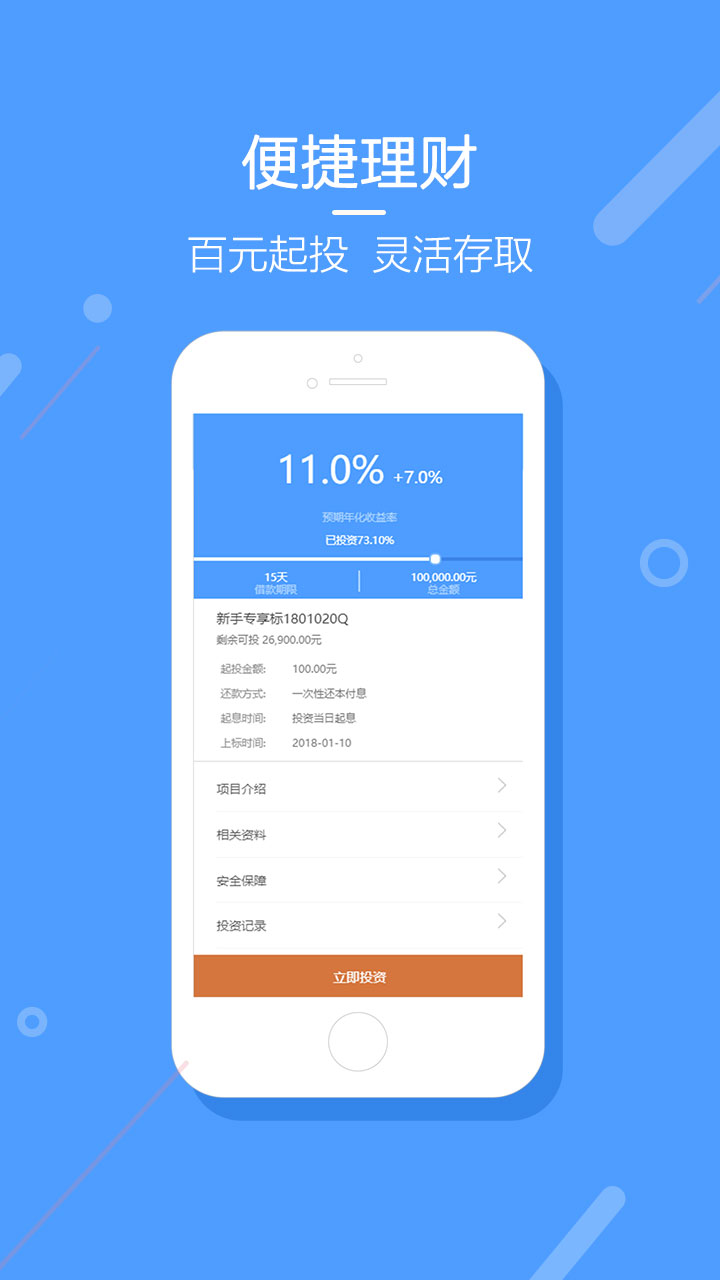 便捷理财
百元起投 灵活存取
11.0% +7.0%
预期年化收益率
已投资73.10%
15天 100,000.00元
借款期限 总金额
新手专享标1801020Q
剩余可投 26,900.00元
起投金额: 100.00元
还款方式: 一次性还本付息
起息时间: 投资当日起息
上标时间: 2018-01-10
项目介绍
相关资料
安全保障
投资记录
立即投资